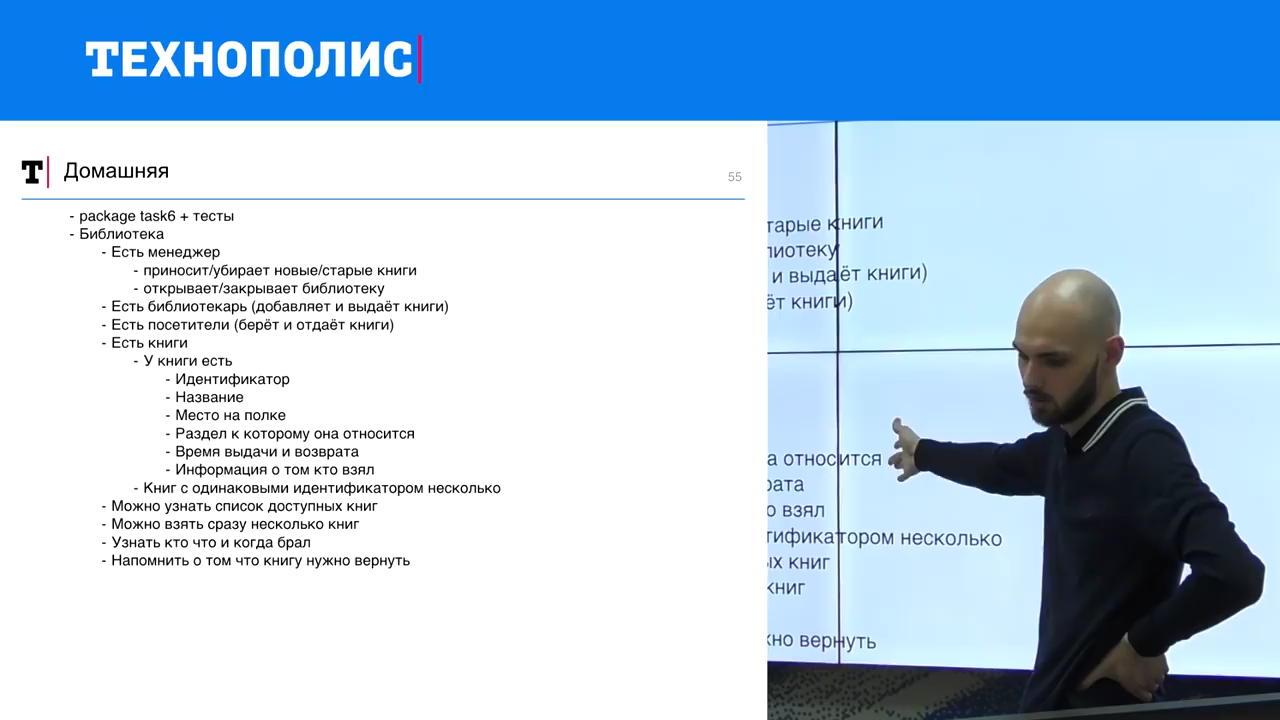 ТЕХНОПОЛИС
Т Домашняя
55
- package task6 + тесты
- Библиотека
- Есть менеджер
- приносит/убирает новые/старые книги
- открывает/закрывает библиотеку
- Есть библиотекарь (добавляет и выдаёт книги)
- Есть посетители (берёт и отдаёт книги)
- Есть книги
- У книги есть
- Идентификатор
- Название
- Место на полке
- Раздел к которому она относится
- Время выдачи и возврата
- Информация о том кто взял
- Книг с одинаковыми идентификатором несколько
- Можно узнать список доступных книг
- Можно взять сразу несколько книг
- Узнать кто что и когда брал
- Напомнить о том что книгу нужно вернуть
тарые книги
лиотеку
и выдаёт книги)
ёт книги)
а относится
рата
о взял
тификатором несколько
ых книг
книг
жно вернуть